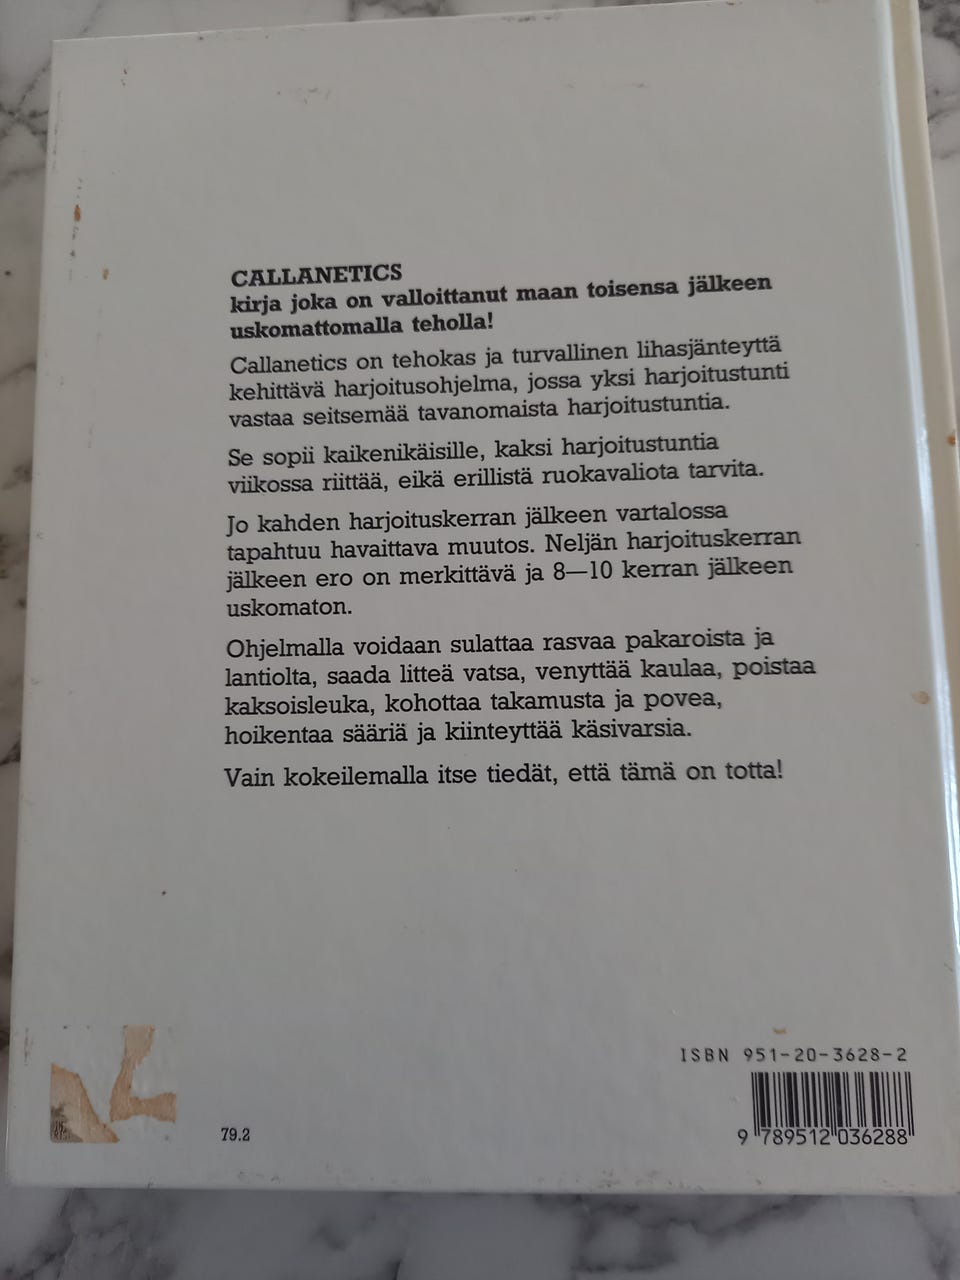 CALLANETICS
kirja joka on valloittanut maan toisensa jälkeen
uskomattomalla teholla!
Callanetics on tehokas ja turvallinen lihasjänteyttä
kehittävä harjoitusohjelma, jossa yksi harjoitustunti
vastaa seitsemää tavanomaista harjoitustuntia.
Se sopii kaikenikäisille, kaksi harjoitustuntia
viikossa riittää, eikä erillistä ruokavaliota tarvita.
Jo kahden harjoituskerran jälkeen vartalossa
tapahtuu havaittava muutos. Neljän harjoituskerran
jälkeen ero on merkittävä ja 8—10 kerran jälkeen
uskomaton.
Ohjelmalla voidaan sulattaa rasvaa pakaroista ja
lantiolta, saada litteä vatsa, venyttää kaulaa, poistaa
kaksoisleuka, kohottaa takamusta ja povea,
hoikentaa sääriä ja kiinteyttää käsivarsia.
Vain kokeilemalla itse tiedät, että tämä on totta!
ISBN 951-20-3628-2
79.2
9 789512 036288